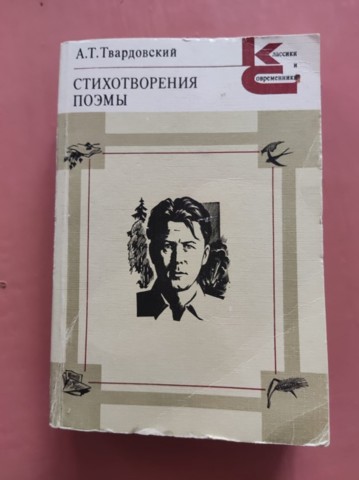 А.Т.Твардовский
Классики
и
Современники
СТИХОТВОРЕНИЯ
ПОЭМЫ